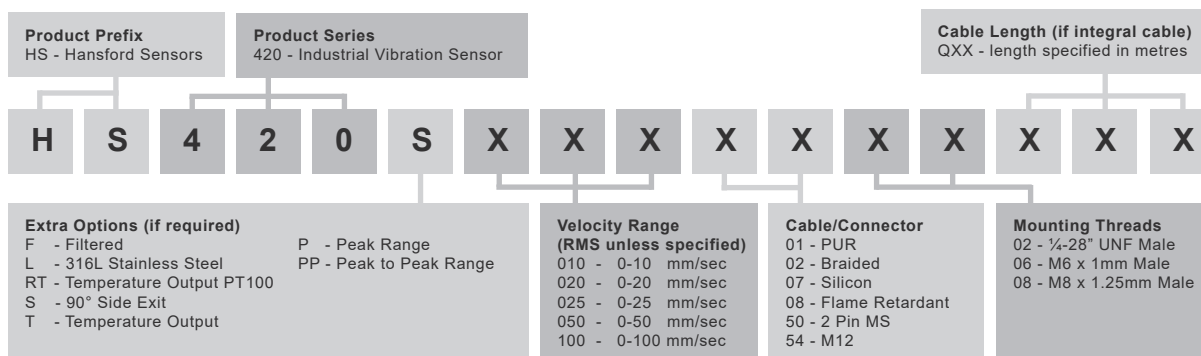 Product Prefix
HS - Hansford Sensors
Product Series
420 - Industrial Vibration Sensor
Cable Length (if integral cable)
QXX - length specified in metres
H S 4 2 0 S X X X X X X X X X X
Extra Options (if required)
F - Filtered
L - 316L Stainless Steel
RT - Temperature Output PT100
S - 90° Side Exit
T - Temperature Output
P - Peak Range
PP - Peak to Peak Range
Velocity Range
(RMS unless specified)
010 - 0-10 mm/sec
020 - 0-20 mm/sec
025 - 0-25 mm/sec
050 - 0-50 mm/sec
100 - 0-100 mm/sec
Cable/Connector
01 - PUR
02 - Braided
07 - Silicon
08 - Flame Retardant
50 - 2 Pin MS
54 - M12
Mounting Threads
02 - ¼-28” UNF Male
06 - M6 x 1mm Male
08 - M8 x 1.25mm Male